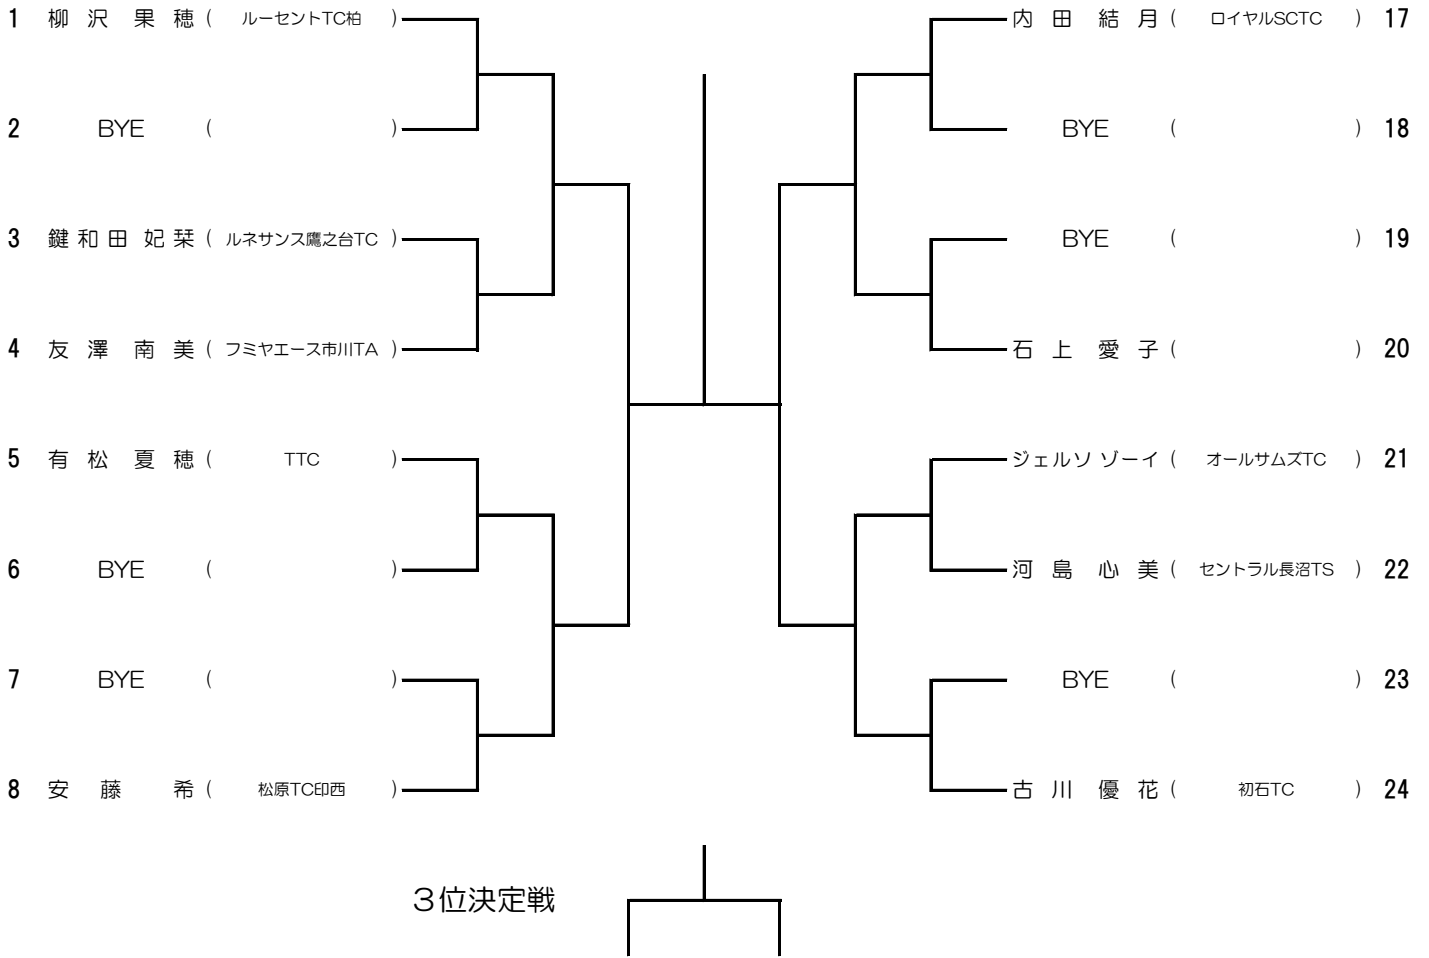 1 柳沢 果穂 ( ルーセントTC柏 )
2 BYE ( )
3 鍵和田 妃栞 ( ルネサンス鷹之台TC )
4 友澤 南美 ( フミヤエース市川TA )
5 有松 夏穂 ( TTC )
6 BYE ( )
7 BYE ( )
8 安藤 希 ( 松原TC印西 )
内田 結月 ( ロイヤルSCTC ) 17
BYE ( ) 18
BYE ( ) 19
石上 愛子 ( ) 20
ジェルソ ゾーイ ( オールサムズTC ) 21
河島 心美 ( セントラル長沼TS ) 22
BYE ( ) 23
古川 優花 ( 初石TC ) 24
３位決定戦